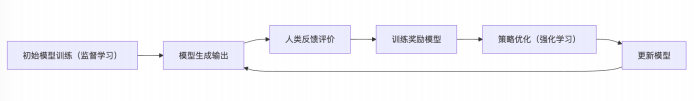 初始模型训练（监督学习）
模型生成输出
人类反馈评价
训练奖励模型
策略优化（强化学习）
更新模型